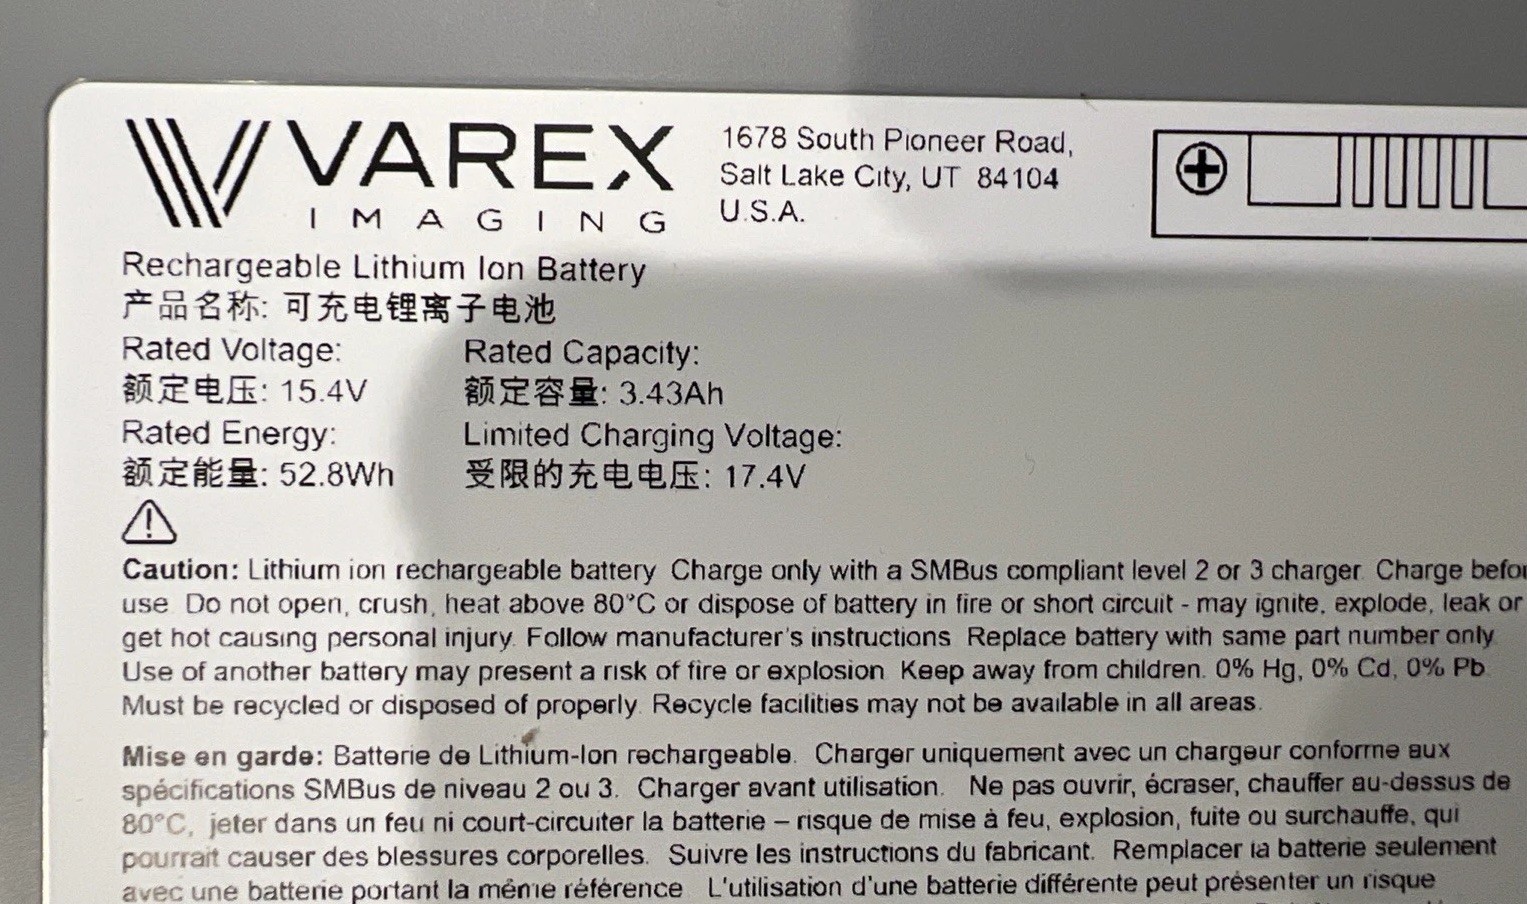 VAREX
IMAGING
1678 South Pioneer Road,
Salt Lake City, UT 84104
U.S.A.
Rechargeable Lithium Ion Battery
产品名称: 可充电锂离子电池
Rated Voltage:
额定电压: 15.4V
Rated Capacity:
额定容量: 3.43Ah
Rated Energy:
额定能量: 52.8Wh
Limited Charging Voltage:
受限的充电电压: 17.4V
Caution: Lithium ion rechargeable battery Charge only with a SMBus compliant level 2 or 3 charger. Charge
use. Do not open, crush, heat above 80°C or dispose of battery in fire or short circuit - may ignite, explode, leak or
get hot causing personal injury. Follow manufacturer's instructions Replace battery with same part number only.
Use of another battery may present a risk of fire or explosion. Keep away from children. 0% Hg, 0% Cd, 0% Pb.
Must be recycled or disposed of properly. Recycle facilities may not be available in all areas.
Mise en garde: Batterie de Lithium-Ion rechargeable. Charger uniquement avec un chargeur conforme aux
spécifications SMBus de niveau 2 ou 3. Charger avant utilisation. Ne pas ouvrir, écraser, chauffer au-dessus de
80°C, jeter dans un feu ni court-circuiter la batterie – risque de mise à feu, explosion, fuite ou surchauffe, qui
pourrait causer des blessures corporelles. Suivre les instructions du fabricant. Remplacer la batterie seulement
avec une batterie portant la même référence. L'utilisation d'une batterie différente peut présenter un risque